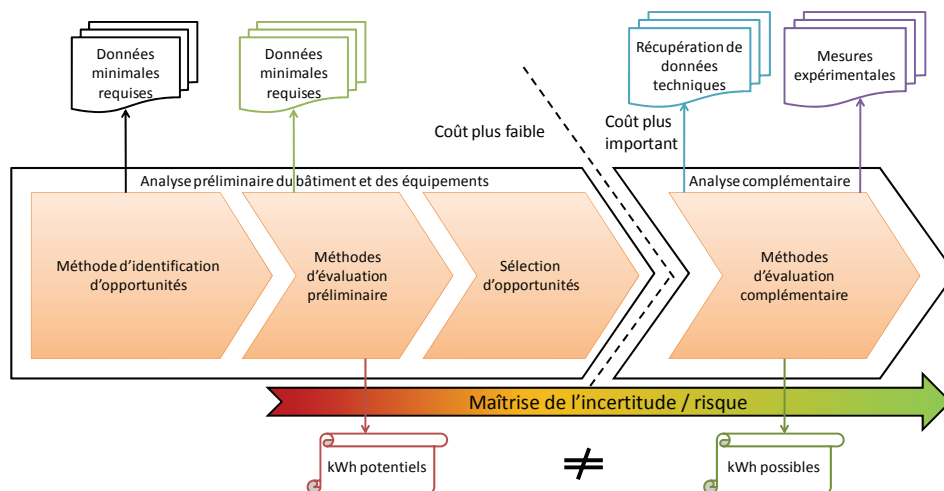 Données
minimales
requises
Données
minimales
requises
Récupération de
données
techniques
Mesures
expérimentales
Coût plus faible
Coût plus
important
Analyse préliminaire du bâtiment et des équipements
Analyse complémentaire
Méthode d'identification
d'opportunités
Méthodes
d'évaluation
préliminaire
Sélection
d'opportunités
Méthodes
d'évaluation
complémentaire
Maîtrise de l'incertitude / risque
kWh potentiels
≠
kWh possibles